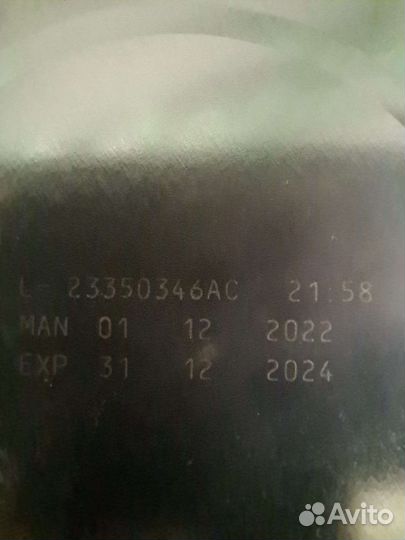 L- 23350346AC 21:58
MAN 01 12 2022
EXP 31 12 2024
Avito